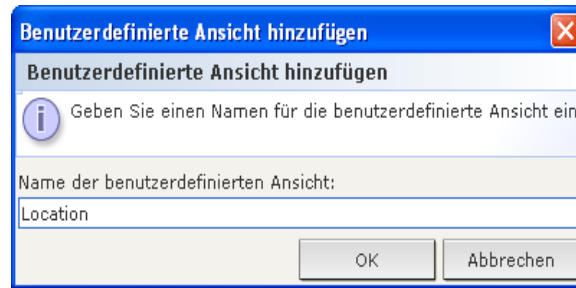 Benutzerdefinierte Ansicht hinzufügen
Benutzerdefinierte Ansicht hinzufügen
Geben Sie einen Namen für die benutzerdefinierte Ansicht ein
Name der benutzerdefinierten Ansicht:
Location
OK Abbrechen